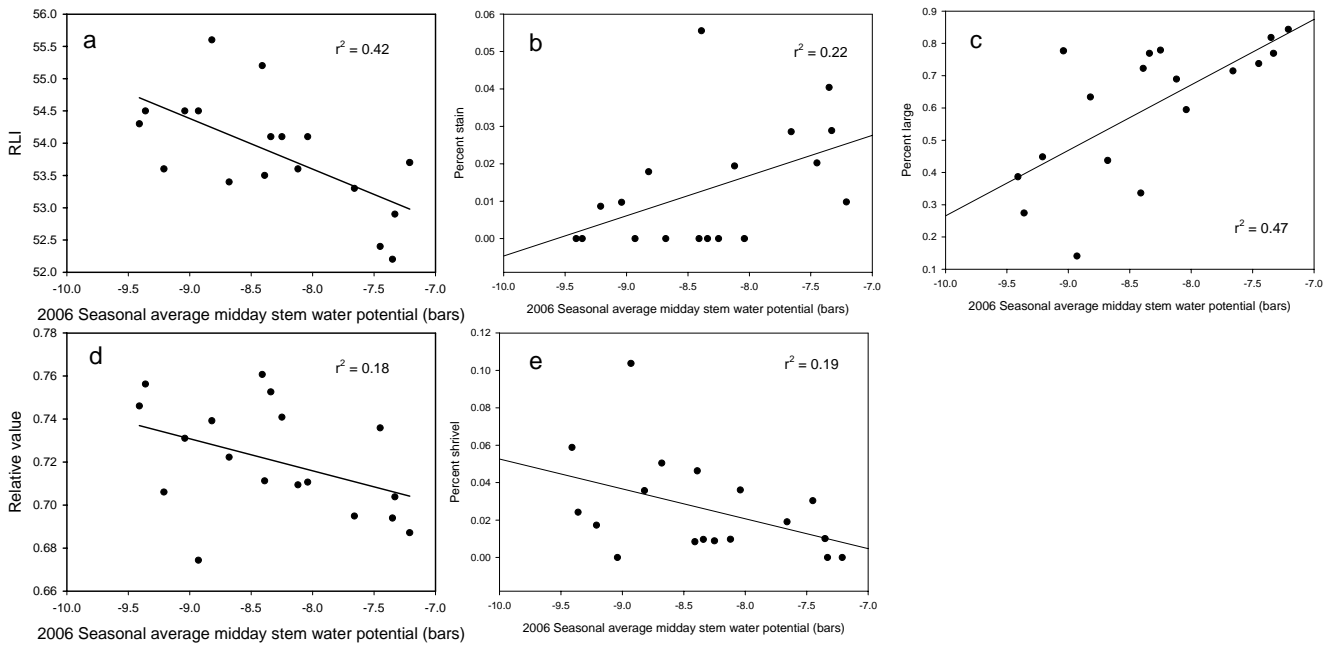 a
r² = 0.42
RLI
56.0
55.5
55.0
54.5
54.0
53.5
53.0
52.5
52.0
-10.0 -9.5 -9.0 -8.5 -8.0 -7.5 -7.0
2006 Seasonal average midday stem water potential (bars)
b
r² = 0.22
Percent stain
0.06
0.05
0.04
0.03
0.02
0.01
0.00
-10.0 -9.5 -9.0 -8.5 -8.0 -7.5 -7.0
2006 Seasonal average midday stem water potential (bars)
c
r² = 0.47
Percent large
0.9
0.8
0.7
0.6
0.5
0.4
0.3
0.2
0.1
-10.0 -9.5 -9.0 -8.5 -8.0 -7.5 -7.0
2006 Seasonal average midday stem water potential (bars)
d
r² = 0.18
Relative value
0.78
0.76
0.74
0.72
0.70
0.68
0.66
-10.0 -9.5 -9.0 -8.5 -8.0 -7.5 -7.0
2006 Seasonal average midday stem water potential (bars)
e
r² = 0.19
Percent shrivel
0.12
0.10
0.08
0.06
0.04
0.02
0.00
-10.0 -9.5 -9.0 -8.5 -8.0 -7.5 -7.0
2006 Seasonal average midday stem water potential (bars)